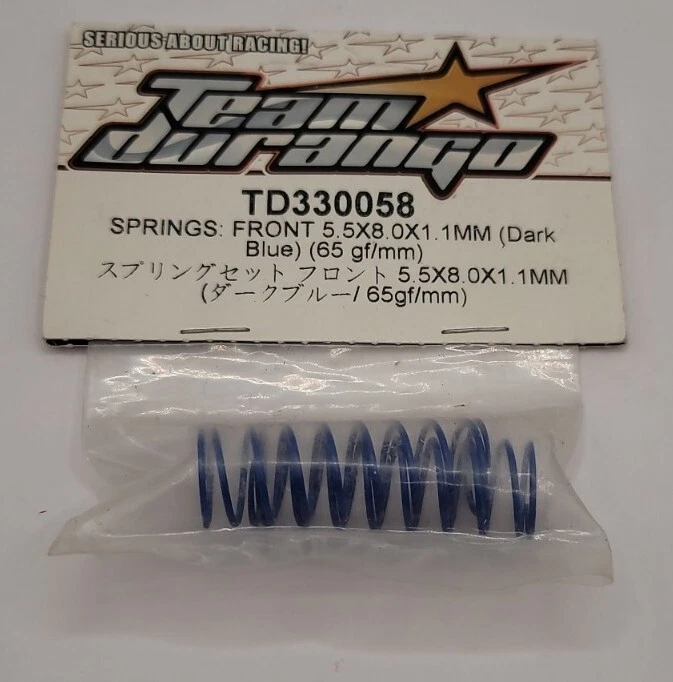 SERIOUS ABOUT RACING!
Team
durango
TD330058
SPRINGS: FRONT 5.5X8.0X1.1MM (Dark
Blue) (65 gf/mm)
スプリングセット フロント 5.5X8.0X1.1MM
(ダークブルー/ 65gf/mm)